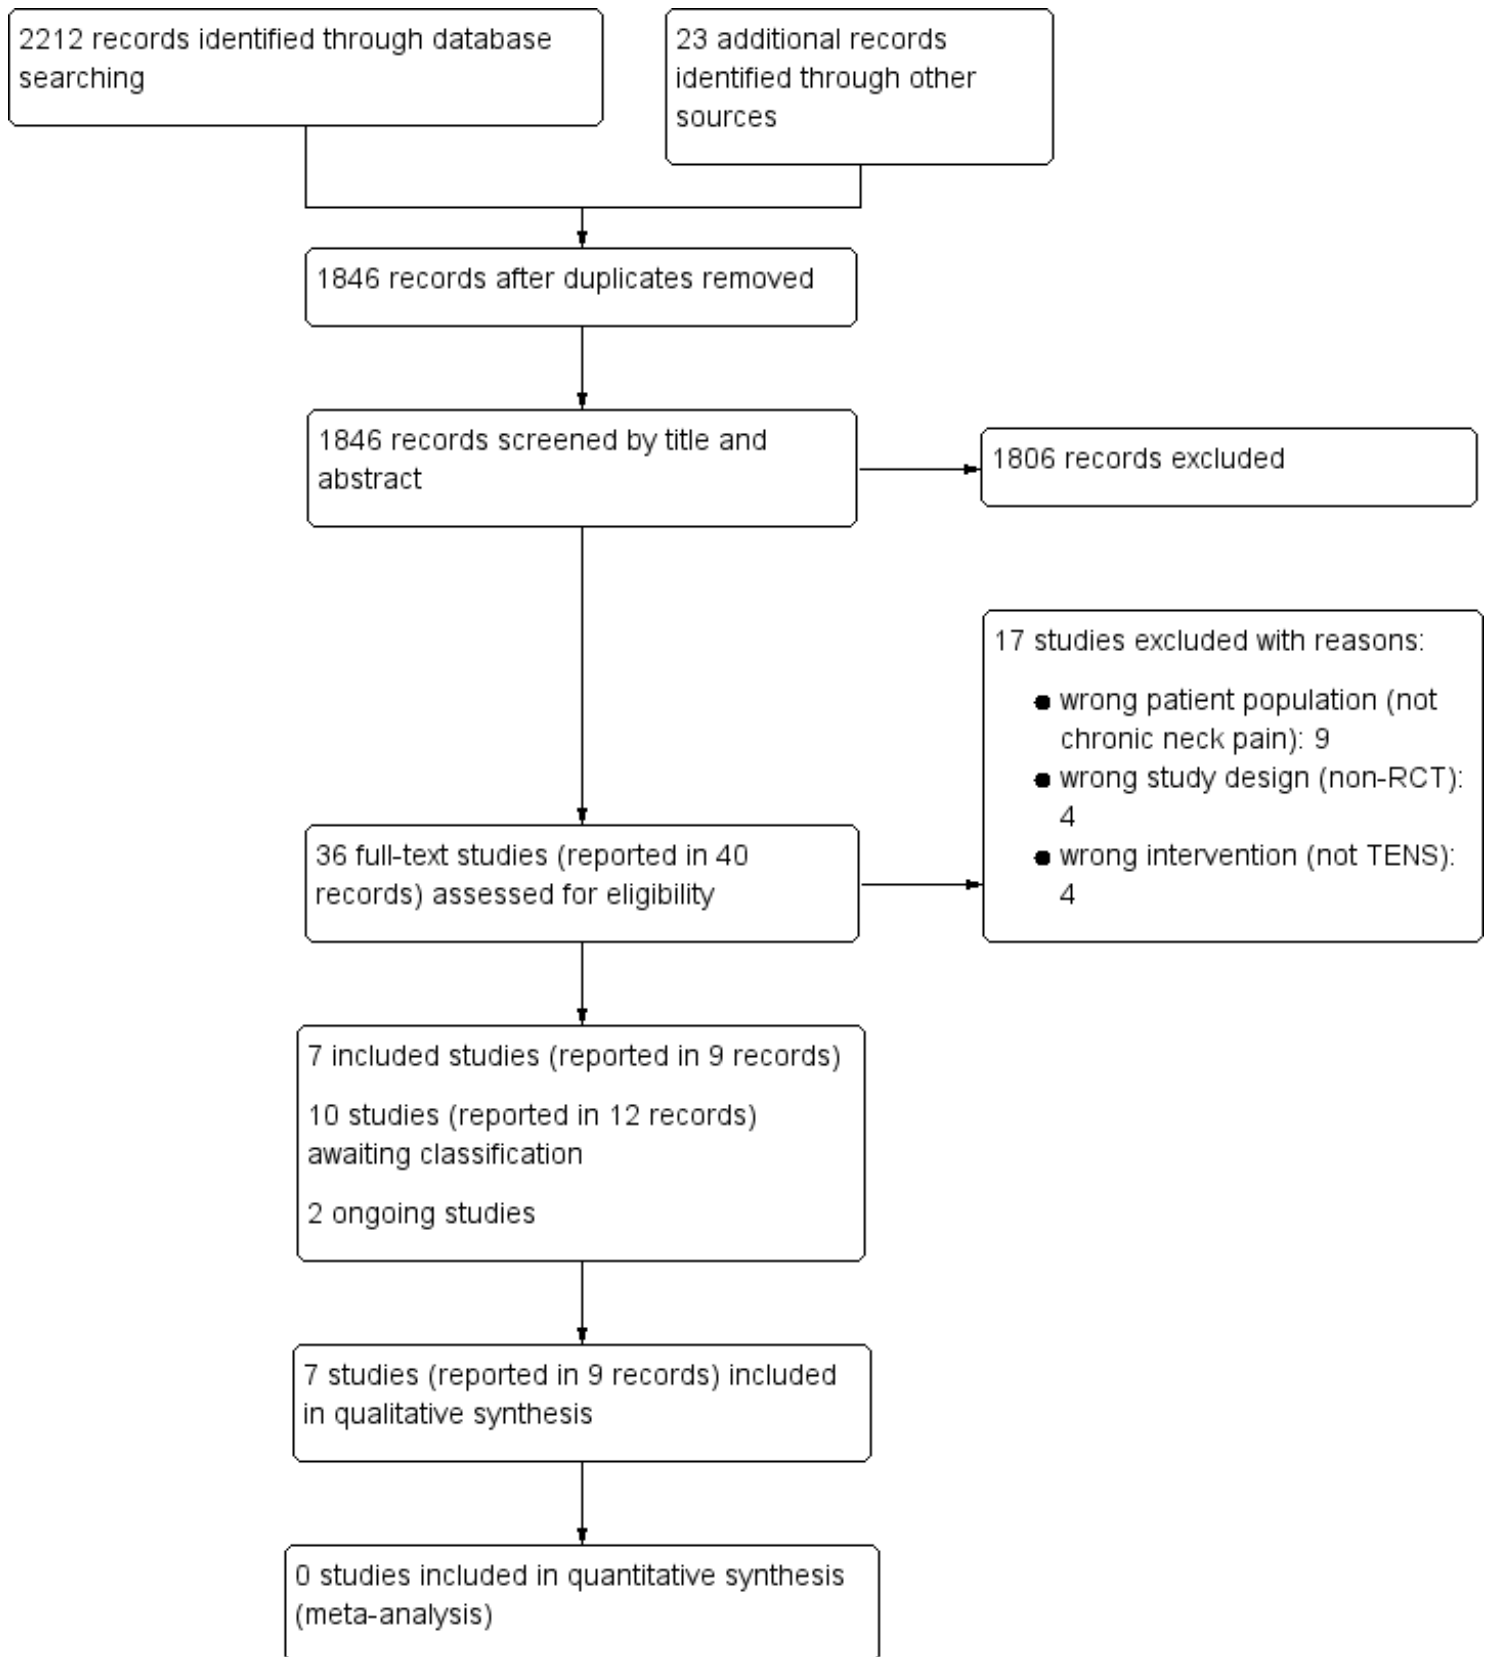 2212 records identified through database
searching
23 additional records
identified through other
sources
1846 records after duplicates removed
1846 records screened by title and
abstract
1806 records excluded
17 studies excluded with reasons:
● wrong patient population (not
chronic neck pain): 9
● wrong study design (non-RCT):
4
● wrong intervention (not TENS):
4
36 full-text studies (reported in 40
records) assessed for eligibility
7 included studies (reported in 9 records)
10 studies (reported in 12 records)
awaiting classification
2 ongoing studies
7 studies (reported in 9 records) included
in qualitative synthesis
0 studies included in quantitative synthesis
(meta-analysis)